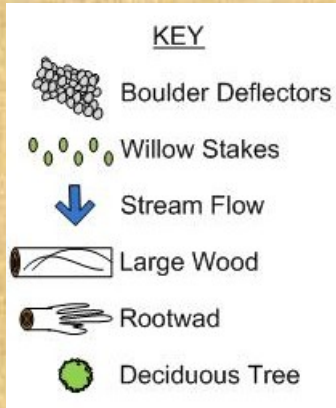 KEY
Boulder Deflectors
Willow Stakes
Stream Flow
Large Wood
Rootwad
Deciduous Tree